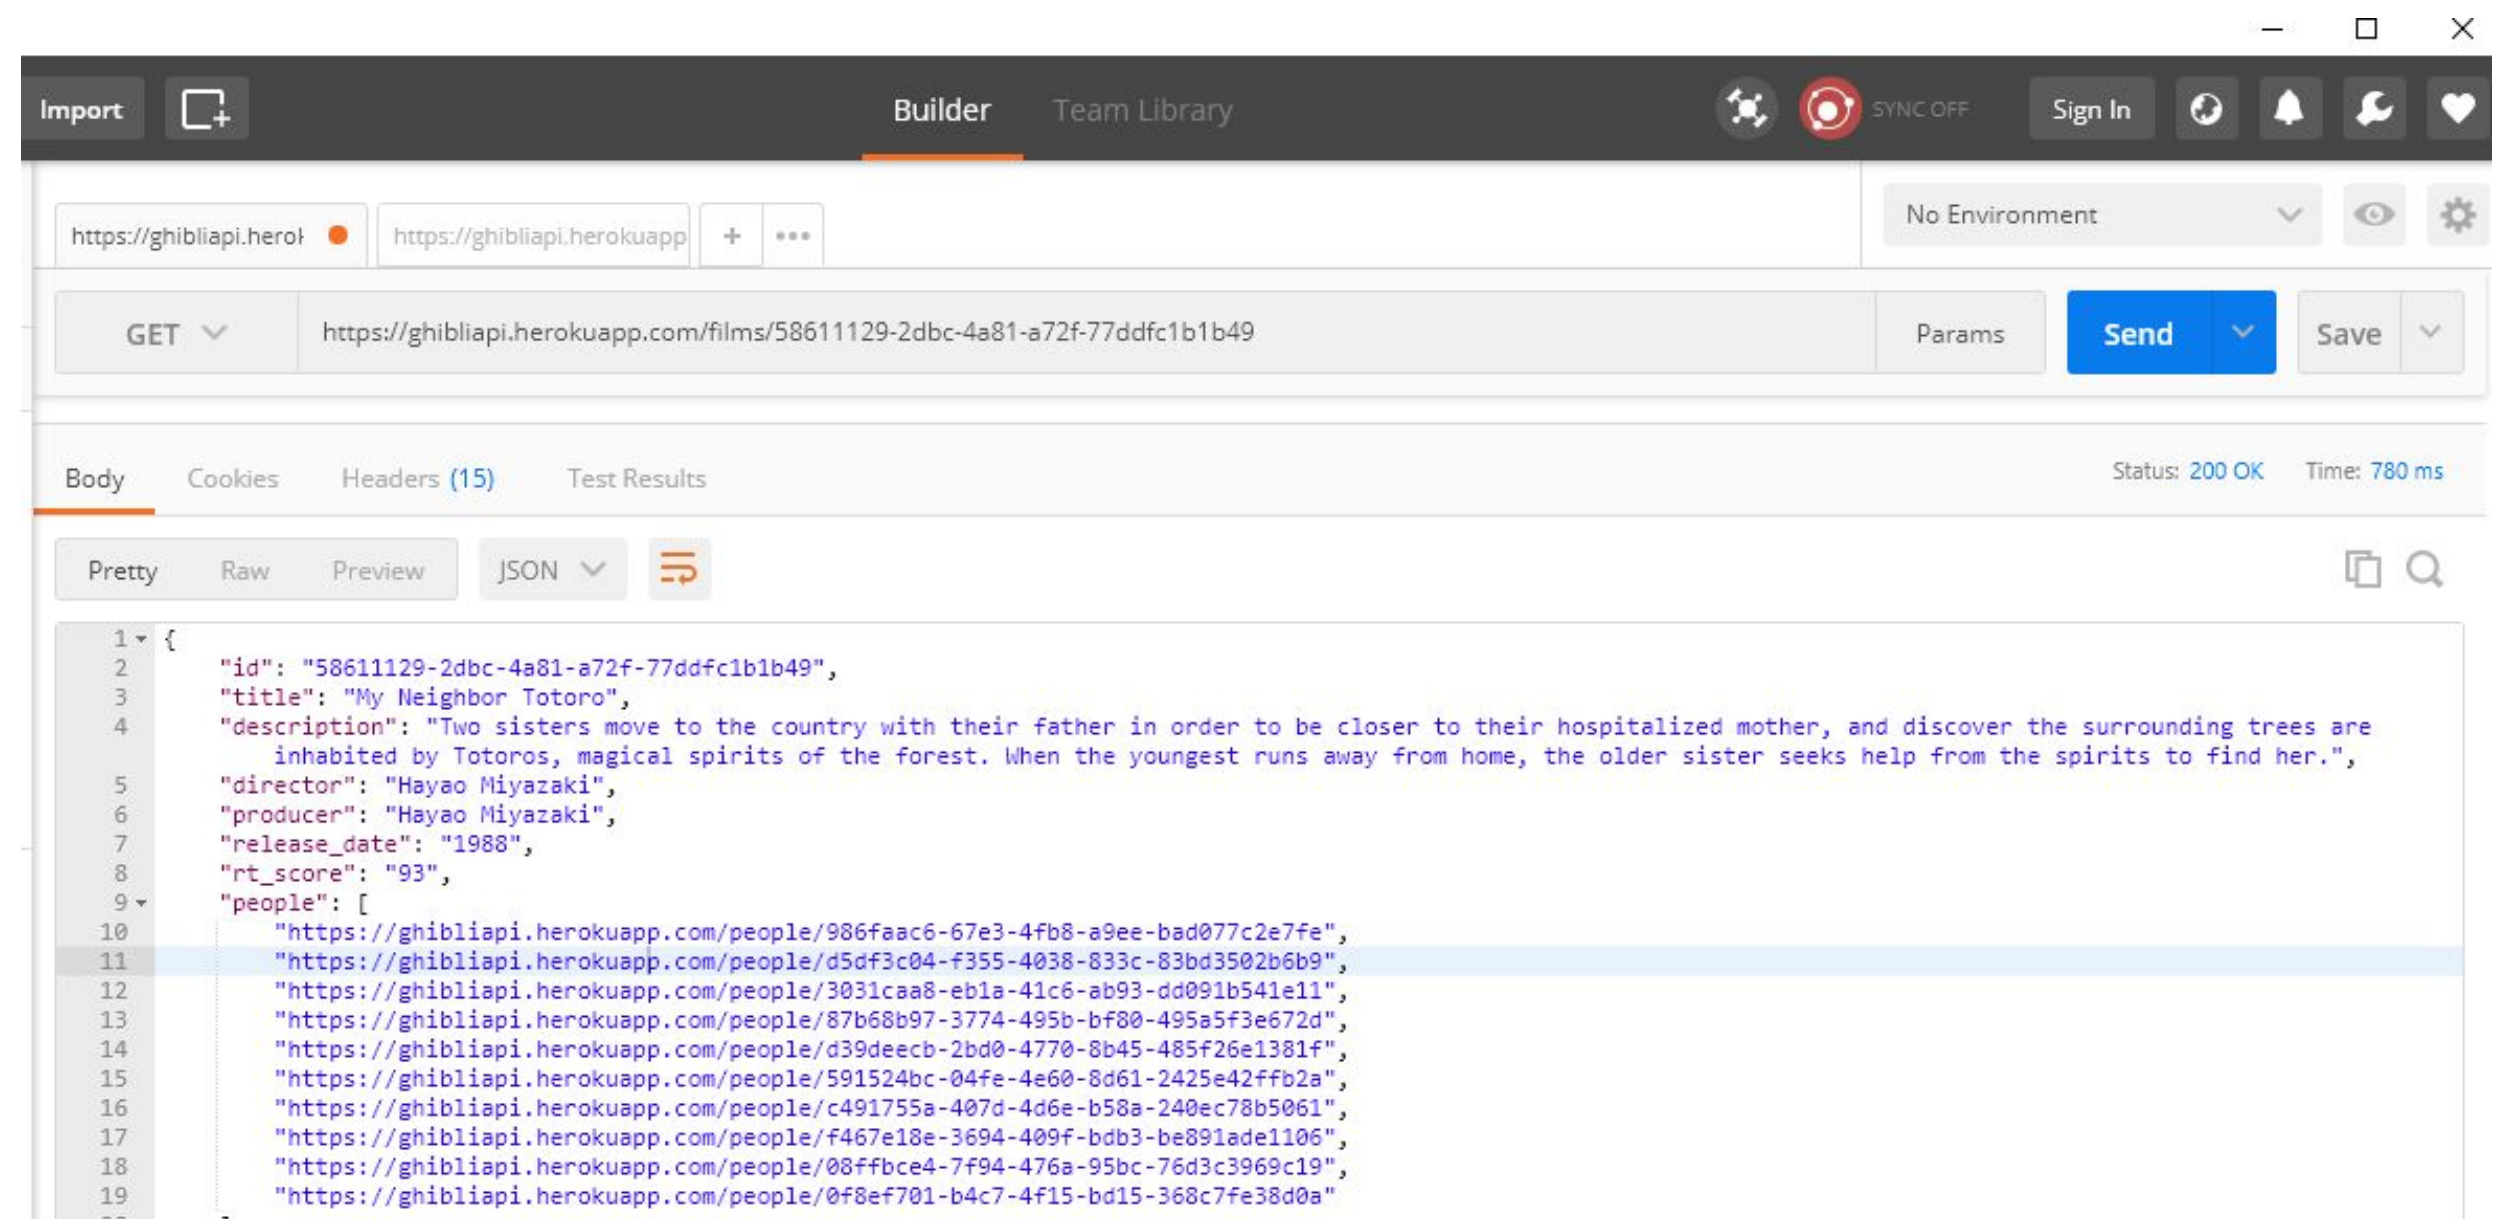 Import Builder Team Library SYNC OFF Sign In
No Environment
https://ghibliapi.herol https://ghibliapi.herokuapp + •••
GET https://ghibliapi.herokuapp.com/films/58611129-2dbc-4a81-a72f-77ddfc1b1b49 Params Send Save
Body Cookies Headers (15) Test Results Status: 200 OK Time: 780 ms
Pretty Raw Preview JSON
1 {
2 "id": "58611129-2dbc-4a81-a72f-77ddfc1b1b49",
3 "title": "My Neighbor Totoro",
4 "description": "Two sisters move to the country with their father in order to be closer to their hospitalized mother, and discover the surrounding trees are
inhabited by Totoros, magical spirits of the forest. When the youngest runs away from home, the older sister seeks help from the spirits to find her.",
5 "director": "Hayao Miyazaki",
6 "producer": "Hayao Miyazaki",
7 "release_date": "1988",
8 "rt_score": "93",
9 "people": [
10 "https://ghibliapi.herokuapp.com/people/986faac6-67e3-4fb8-a9ee-bad077c2e7fe",
11 "https://ghibliapi.herokuapp.com/people/d5df3c04-f355-4038-833c-83bd3502b6b9",
12 "https://ghibliapi.herokuapp.com/people/3031caa8-eb1a-41c6-ab93-dd091b541e11",
13 "https://ghibliapi.herokuapp.com/people/87b68b97-3774-495b-bf80-495a5f3e672d",
14 "https://ghibliapi.herokuapp.com/people/d39deecb-2bd0-4770-8b45-485f26e1381f",
15 "https://ghibliapi.herokuapp.com/people/591524bc-04fe-4e60-8d61-2425e42ffb2a",
16 "https://ghibliapi.herokuapp.com/people/c491755a-407d-4d6e-b58a-240ec78b5061",
17 "https://ghibliapi.herokuapp.com/people/f467e18e-3694-409f-bdb3-be891ade1106",
18 "https://ghibliapi.herokuapp.com/people/08ffbce4-7f94-476a-95bc-76d3c3969c19",
19 "https://ghibliapi.herokuapp.com/people/0f8ef701-b4c7-4f15-bd15-368c7fe38d0a"